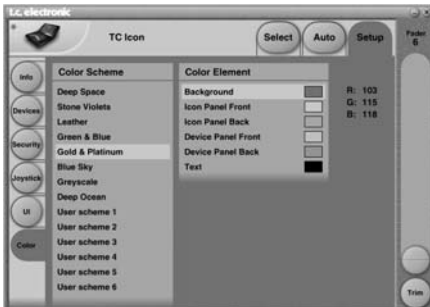 t.c. electronic
TC Icon
Select
Auto
Setup
Fader
6
Info
Devices
Security
Joystick
UI
Color
Color Scheme
Deep Space
Stone Violets
Leather
Green & Blue
Gold & Platinum
Blue Sky
Greyscale
Deep Ocean
User scheme 1
User scheme 2
User scheme 3
User scheme 4
User scheme 5
User scheme 6
Color Element
Background
Icon Panel Front
Icon Panel Back
Device Panel Front
Device Panel Back
Text
R: 103
G: 115
B: 118
Trim